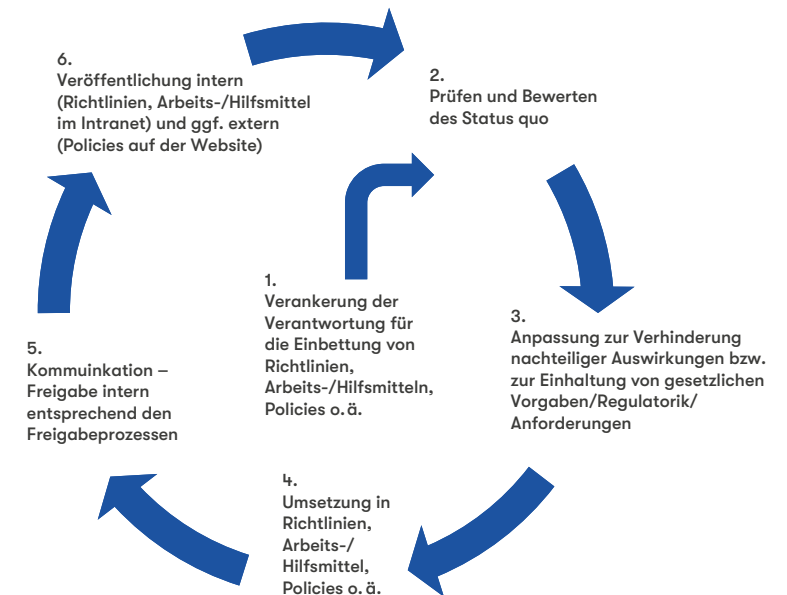 1.
Verankerung der
Verantwortung für
die Einbettung von
Richtlinien,
Arbeits-/Hilfsmitteln,
Policies o. ä.
2.
Prüfen und Bewerten
des Status quo
3.
Anpassung zur Verhinderung
nachteiliger Auswirkungen bzw.
zur Einhaltung von gesetzlichen
Vorgaben/Regulatorik/
Anforderungen
4.
Umsetzung in
Richtlinien,
Arbeits-/
Hilfsmittel,
Policies o. ä.
5.
Kommuinkation –
Freigabe intern
entsprechend den
Freigabeprozessen
6.
Veröffentlichung intern
(Richtlinien, Arbeits-/Hilfsmittel
im Intranet) und ggf. extern
(Policies auf der Website)